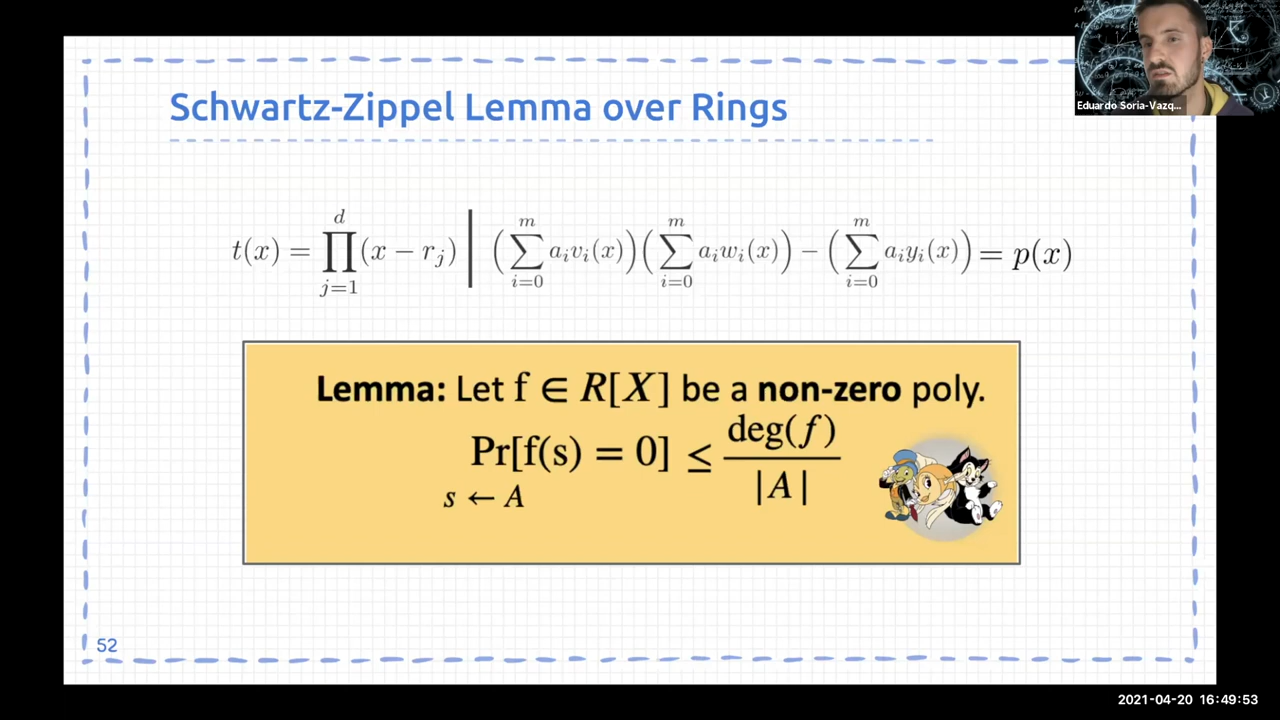 Eduardo Soria-Vazq...
Schwartz-Zippel Lemma over Rings
t(x) = ∏_{j=1}^{d} (x − r_j) | (∑_{i=0}^{m} a_i v_i(x)) (∑_{i=0}^{m} a_i w_i(x)) − (∑_{i=0}^{m} a_i y_i(x)) = p(x)
Lemma: Let f ∈ R[X] be a non-zero poly.
Pr[f(s) = 0] ≤ deg(f) / |A|
s ← A
52
2021-04-20 16:49:53